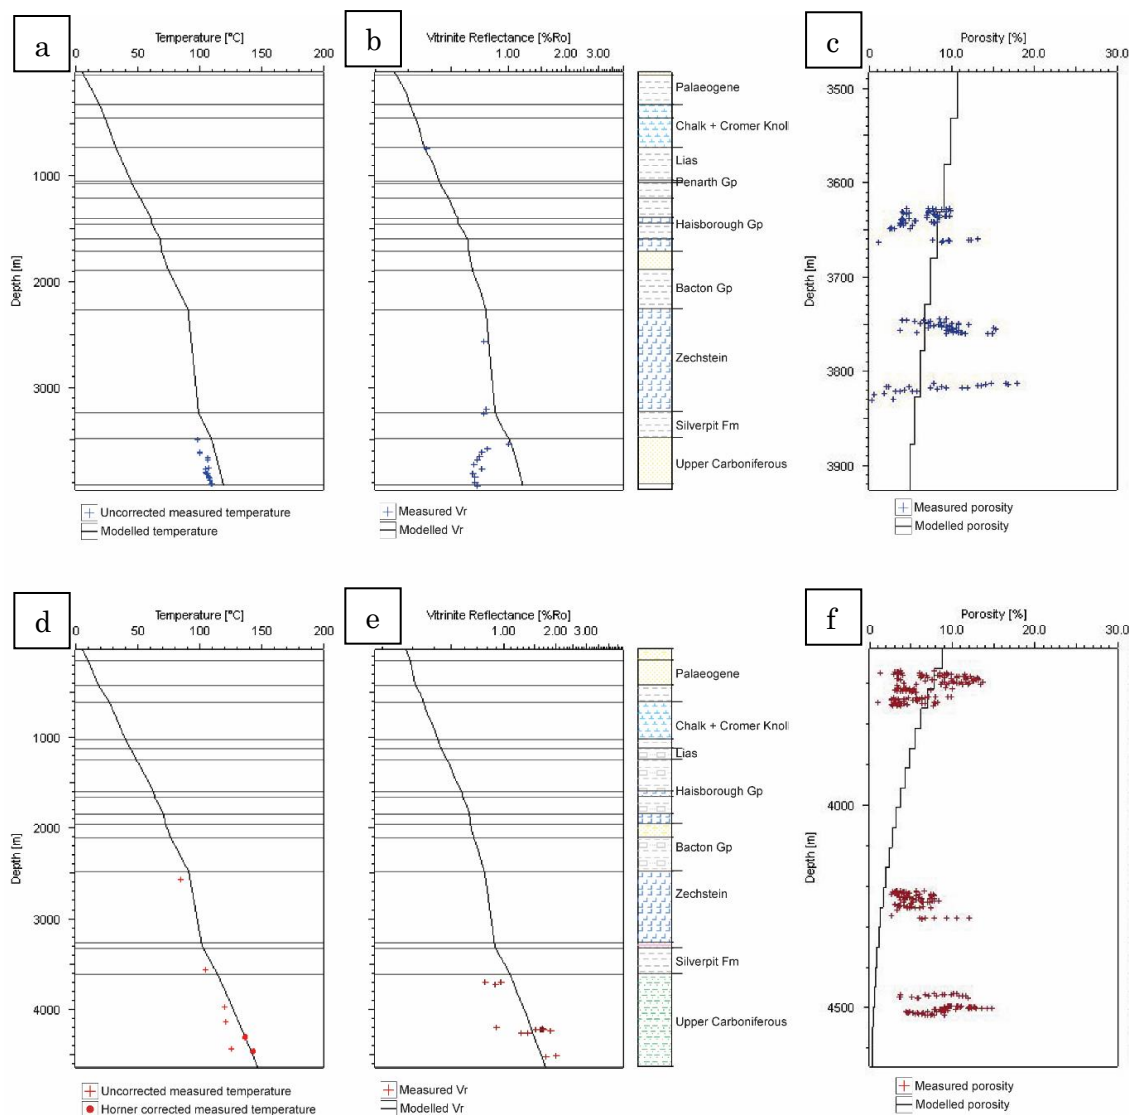 a
Temperature [°C]
0 50 100 150 200
b
Vitrinite Reflectance [%Ro]
1.00 3.00
c
Porosity [%]
0 10.0 20.0 30.0
Depth [m]
1000
2000
3000
Depth [m]
3500
3600
3700
3800
3900
Palaeogene
Chalk + Cromer Knoll
Lias
Penarth Gp
Haisborough Gp
Bacton Gp
Zechstein
Silverpit Fm
Upper Carboniferous
Uncorrected measured temperature
Modelled temperature
Measured Vr
Modelled Vr
Measured porosity
Modelled porosity
d
Temperature [°C]
0 50 100 150 200
e
Vitrinite Reflectance [%Ro]
1.00 2.00 3.00
f
Porosity [%]
0 10.0 20.0 30.0
Depth [m]
1000
2000
3000
4000
Depth [m]
4000
4500
Palaeogene
Chalk + Cromer Knoll
Lias
Haisborough Gp
Bacton Gp
Zechstein
Silverpit Fm
Upper Carboniferous
Uncorrected measured temperature
Horner corrected measured temperature
Measured Vr
Modelled Vr
Measured porosity
Modelled porosity